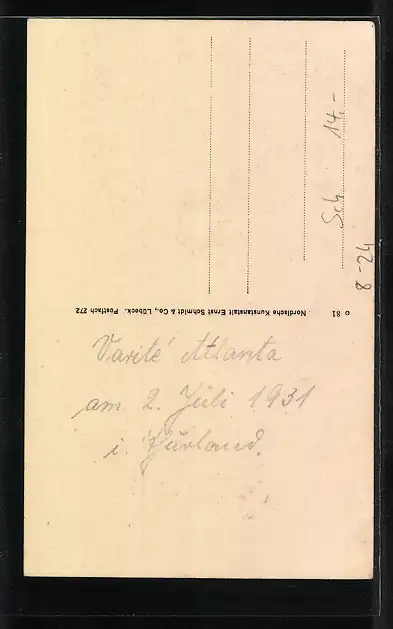 Sch 14,-
8-24
o 81 Nordische Kunstanstalt Ernst Schmidt & Co., Lübeck. Postfach 272.
Varité Atlanta
am 2. Juli 1931
i.